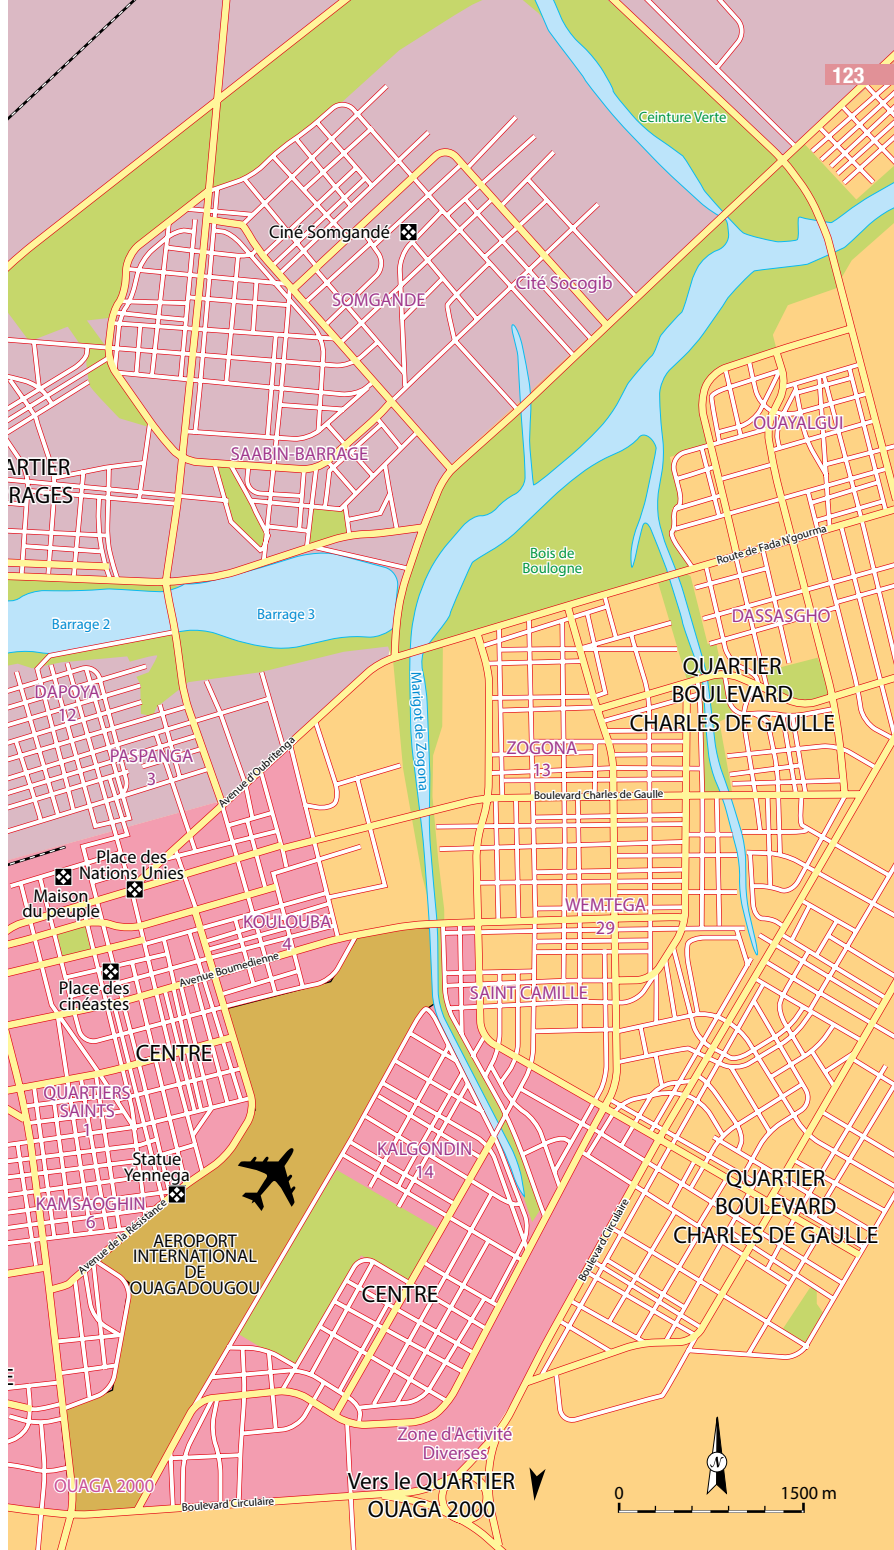 123
Ceinture Verte
Ciné Somgandé
Cité Socogib
SOMGANDE
OUAYALGUI
SAABIN-BARRAGE
ARTIER
RAGES
Route de Fada N'gourma
Bois de
Boulogne
Barrage 2
Barrage 3
DASSASGHO
QUARTIER
BOULEVARD
CHARLES DE GAULLE
DAPOYA
12
Marigot de Zogona
PASPANGA
3
Avenue d'Oubritenga
ZOGONA
13
Boulevard Charles de Gaulle
Place des
Nations Unies
Maison
du peuple
WEMTEGA
29
KOULOUBA
4
Avenue Boumedienne
Place des
cinéastes
SAINT CAMILLE
CENTRE
QUARTIERS
SAINTS
1
KALGONDIN
14
Statue
Yennega
KAMSAOGHIN
6
Avenue de la Résistance
QUARTIER
BOULEVARD
CHARLES DE GAULLE
Boulevard Circulaire
AEROPORT
INTERNATIONAL
DE
OUAGADOUGOU
CENTRE
E
Zone d'Activité
Diverses
OUAGA 2000
Vers le QUARTIER
OUAGA 2000
Boulevard Circulaire
N
0 1500 m